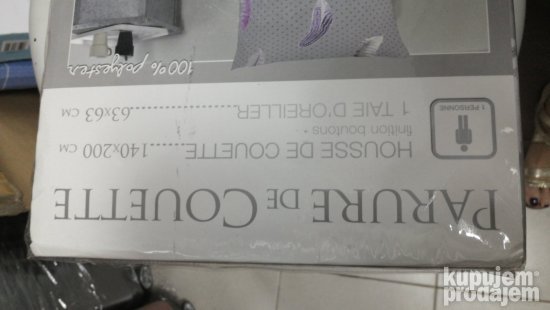 PARURE DE COUETTE
HOUSSE DE COUETTE........140x200 CM
finition boutons *
1 TAIE D'OREILLER..............63x63 CM
1 PERSONNE
100% polyester
kupujem
prodajem